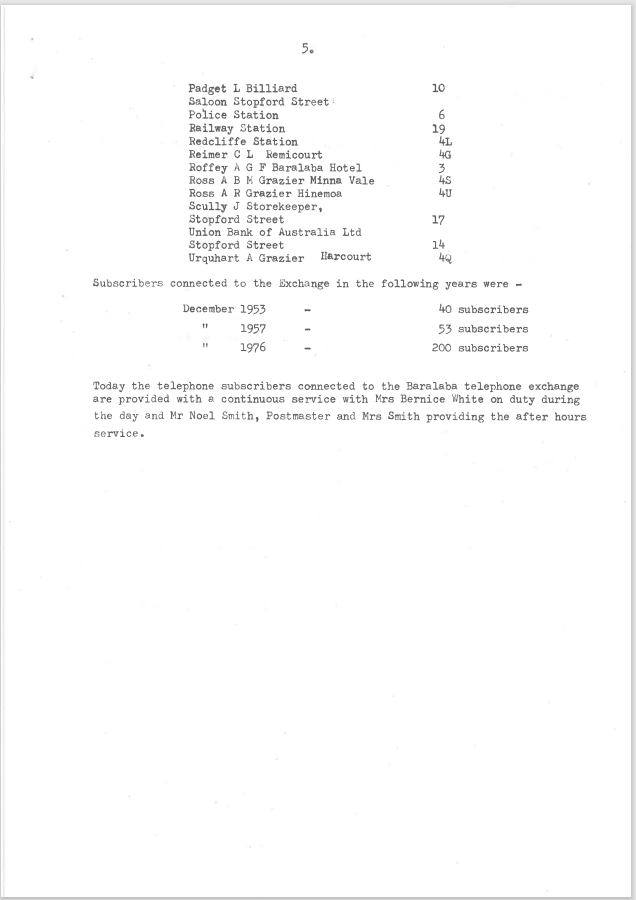 5.
Padget L Billiard 10
Saloon Stopford Street
Police Station 6
Railway Station 19
Redcliffe Station 4L
Reimer C L Remicourt 4G
Roffey A G F Baralaba Hotel 3
Ross A B M Grazier Minna Vale 4S
Ross A R Grazier Hinemoa 4U
Scully J Storekeeper,
Stopford Street 17
Union Bank of Australia Ltd
Stopford Street 14
Urquhart A Grazier Harcourt 4Q
Subscribers connected to the Exchange in the following years were -
December 1953 - 40 subscribers
" 1957 - 53 subscribers
" 1976 - 200 subscribers
Today the telephone subscribers connected to the Baralaba telephone exchange
are provided with a continuous service with Mrs Bernice White on duty during
the day and Mr Noel Smith, Postmaster and Mrs Smith providing the after hours
service.